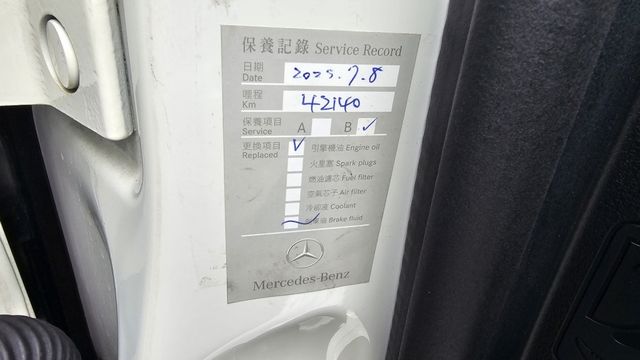 保養記錄 Service Record
日期 Date 2025.7.8
哩程 Km 42140
保養項目 Service A B ✓
更換項目 Replaced ✓ 引擎機油 Engine oil
火星塞 Spark plugs
燃油濾芯 Fuel filter
空氣芯子 Air filter
冷卻液 Coolant
Brake fluid
Mercedes-Benz